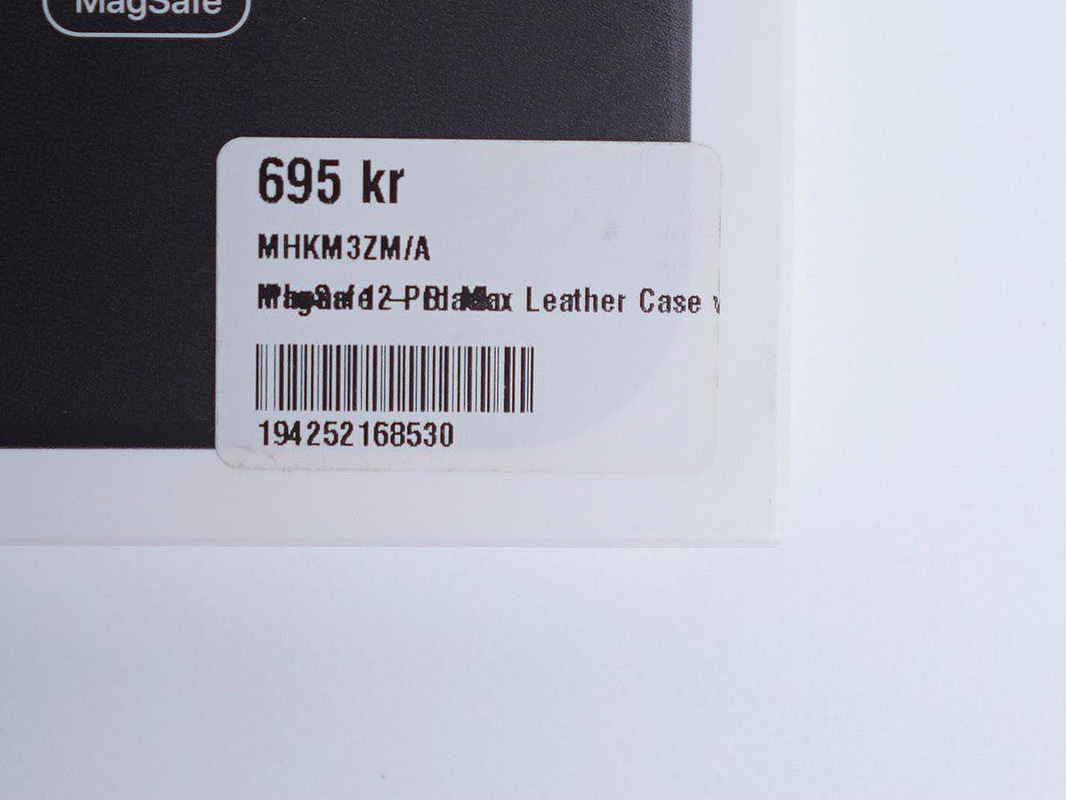 MagSafe
695 kr
MHKM3ZM/A
Leather Case
194252168530